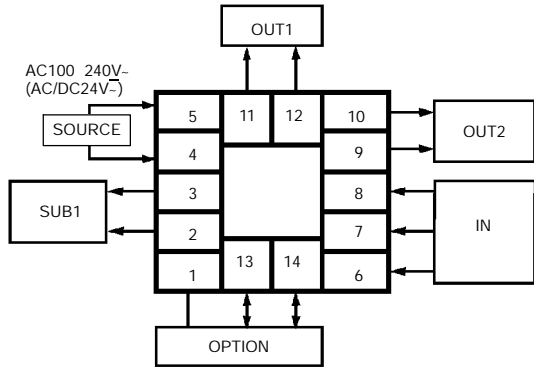 OUT1
AC100 240V~
(AC/DC24V~)
SOURCE
5 11 12 10
OUT2
4 9
3 8
SUB1
2 7
IN
1 13 14 6
OPTION